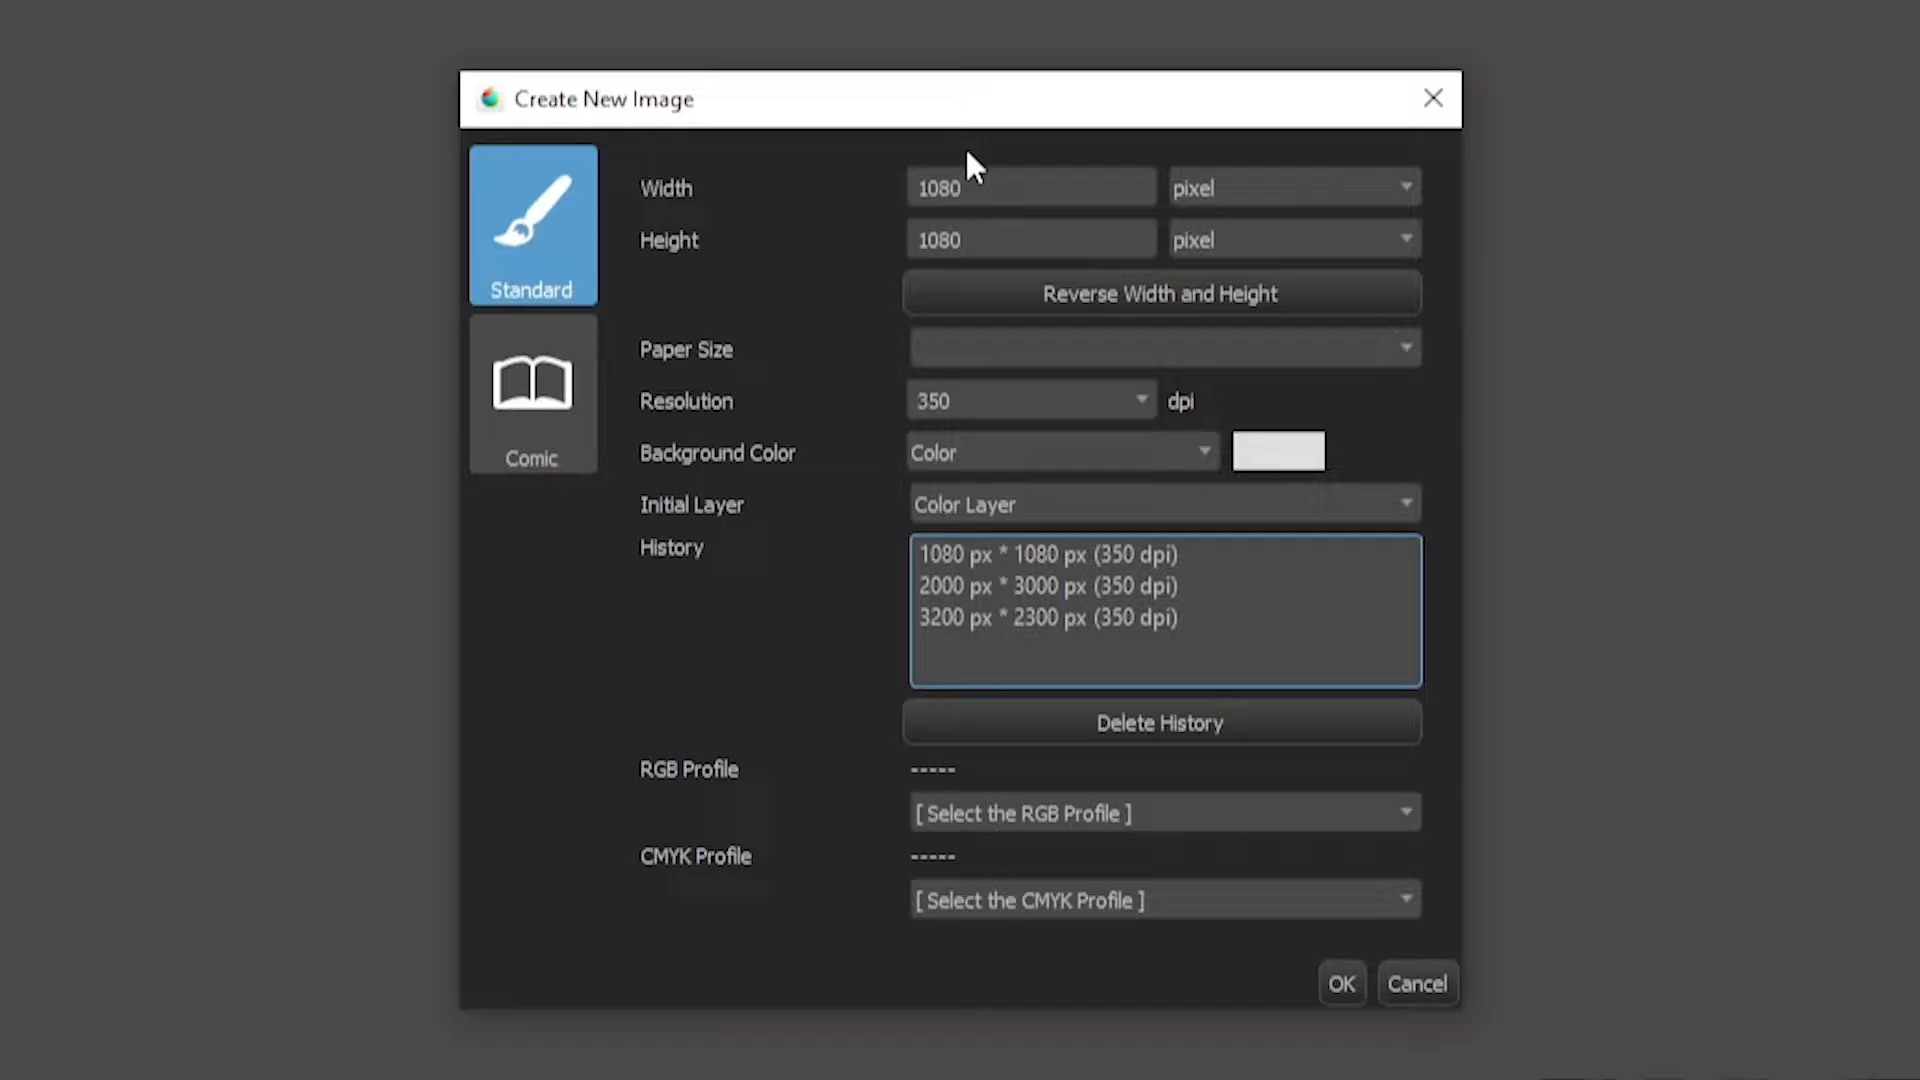 Create New Image
Standard
Comic
Width 1080 pixel
Height 1080 pixel
Reverse Width and Height
Paper Size
Resolution 350 dpi
Background Color Color
Initial Layer Color Layer
History
1080 px * 1080 px (350 dpi)
2000 px * 3000 px (350 dpi)
3200 px * 2300 px (350 dpi)
Delete History
RGB Profile -----
[ Select the RGB Profile ]
CMYK Profile -----
[ Select the CMYK Profile ]
OK Cancel